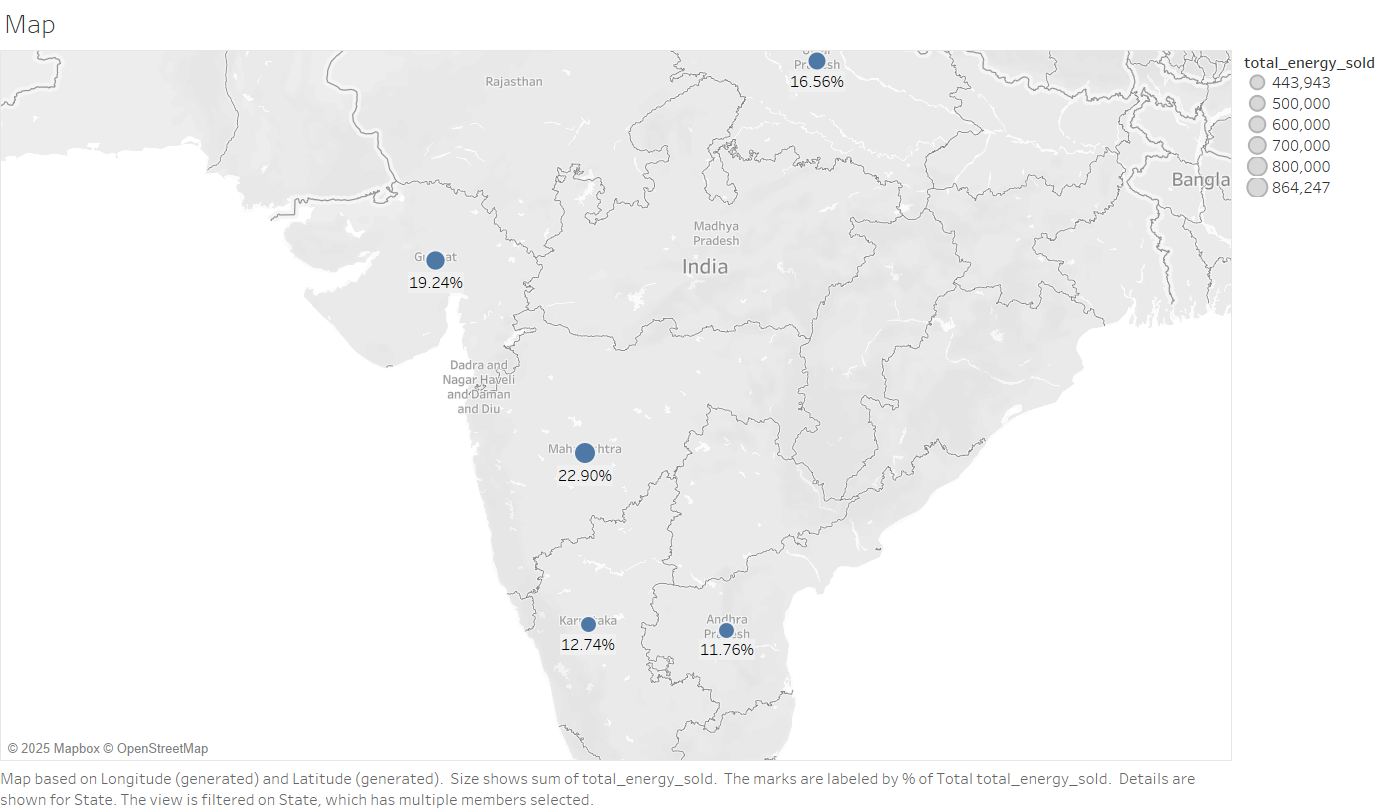 Map
total_energy_sold
443,943
500,000
600,000
700,000
800,000
864,247
Rajasthan
16.56%
Bangla
Madhya
Pradesh
India
19.24%
Dadra and
Nagar Haveli
and Daman
and Diu
22.90%
12.74%
Andhra
11.76%
© 2025 Mapbox © OpenStreetMap
Map based on Longitude (generated) and Latitude (generated).  Size shows sum of total_energy_sold.  The marks are labeled by % of Total total_energy_sold.  Details are
shown for State. The view is filtered on State, which has multiple members selected.